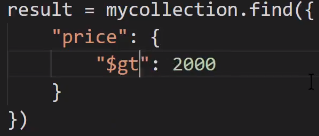 result = mycollection.find({
    "price": {
        "$gt": 2000
    }
})